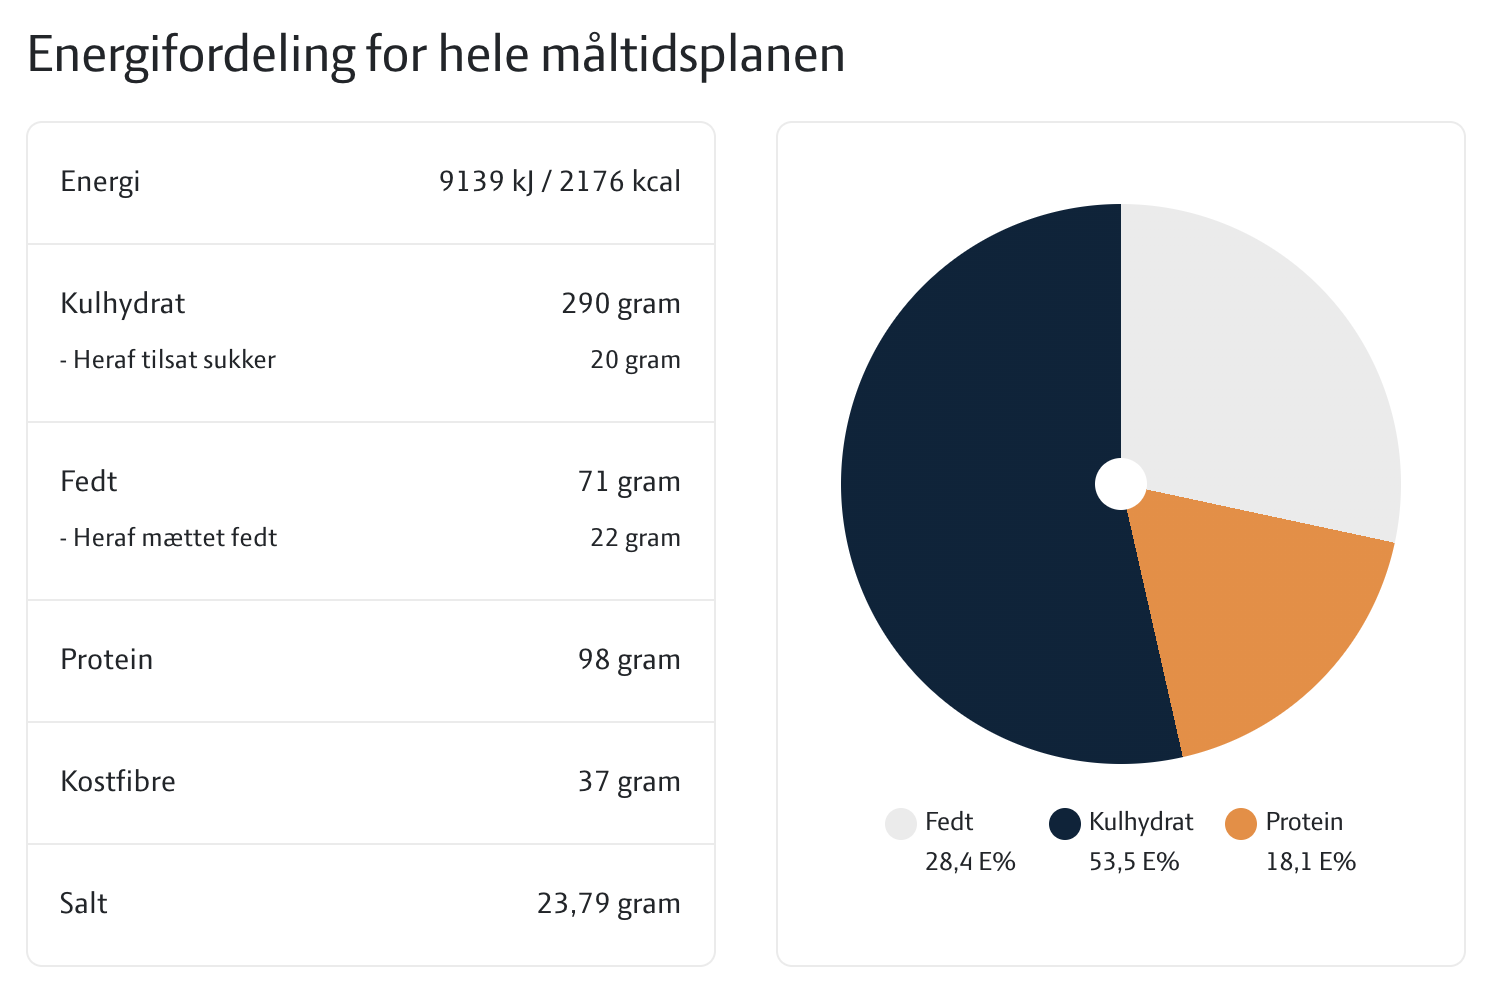 Energifordeling for hele måltidsplanen
Energi 9139 kJ / 2176 kcal
Kulhydrat 290 gram
- Heraf tilsat sukker 20 gram
Fedt 71 gram
- Heraf mættet fedt 22 gram
Protein 98 gram
Kostfibre 37 gram
Salt 23,79 gram
Fedt Kulhydrat Protein
28,4 E% 53,5 E% 18,1 E%